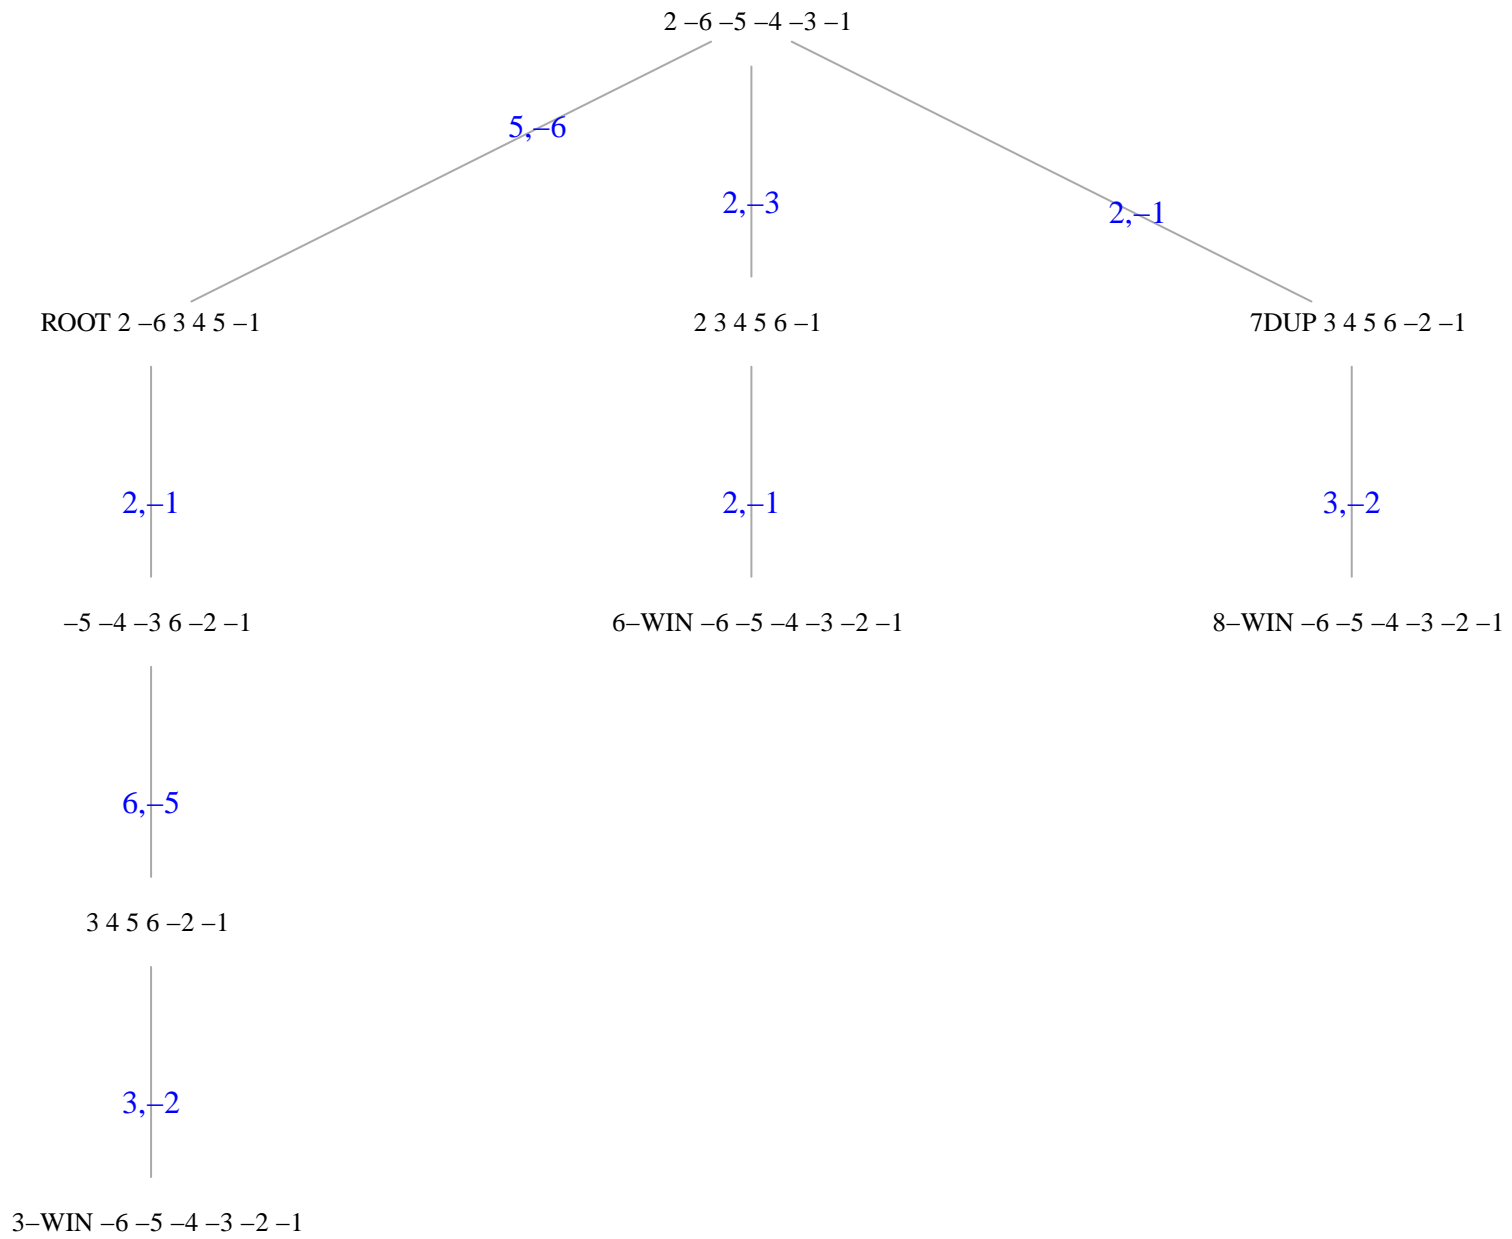 2 –6 –5 –4 –3 –1
5,–6
2,–3
2,–1
ROOT 2 –6 3 4 5 –1
2 3 4 5 6 –1
7DUP 3 4 5 6 –2 –1
2,–1
2,–1
3,–2
–5 –4 –3 6 –2 –1
6–WIN –6 –5 –4 –3 –2 –1
8–WIN –6 –5 –4 –3 –2 –1
6,–5
3 4 5 6 –2 –1
3,–2
3–WIN –6 –5 –4 –3 –2 –1